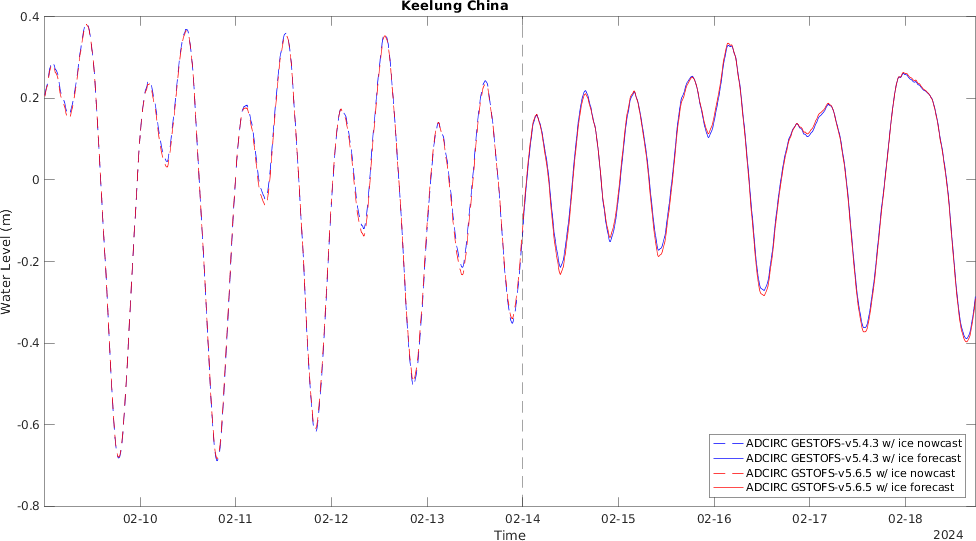 Keelung China
0.4
0.2
0
-0.2
-0.4
-0.6
-0.8
Water Level (m)
ADCIRC GESTOFS-v5.4.3 w/ ice nowcast
ADCIRC GESTOFS-v5.4.3 w/ ice forecast
ADCIRC GSTOFS-v5.6.5 w/ ice nowcast
ADCIRC GSTOFS-v5.6.5 w/ ice forecast
02-10 02-11 02-12 02-13 02-14 02-15 02-16 02-17 02-18
Time
2024